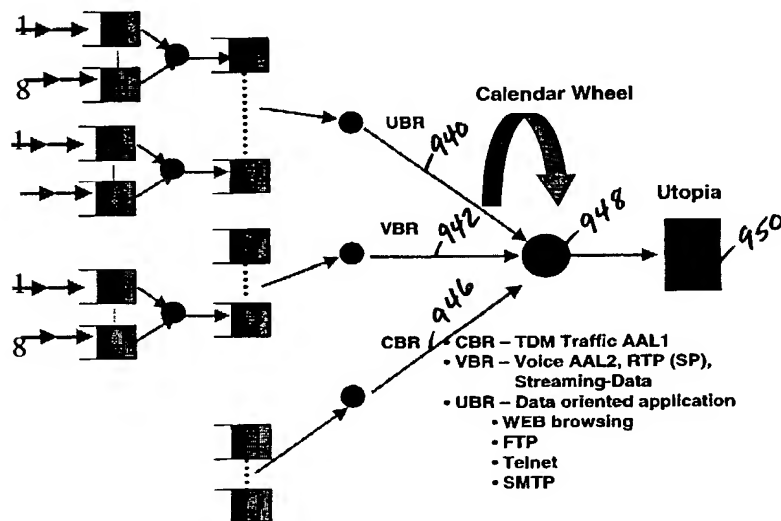 1
8
1
1
8
UBR
940
Calendar Wheel
VBR
942
948
Utopia
950
CBR
946
• CBR – TDM Traffic AAL1
• VBR – Voice AAL2, RTP (SP),
Streaming-Data
• UBR – Data oriented application
• WEB browsing
• FTP
• Telnet
• SMTP